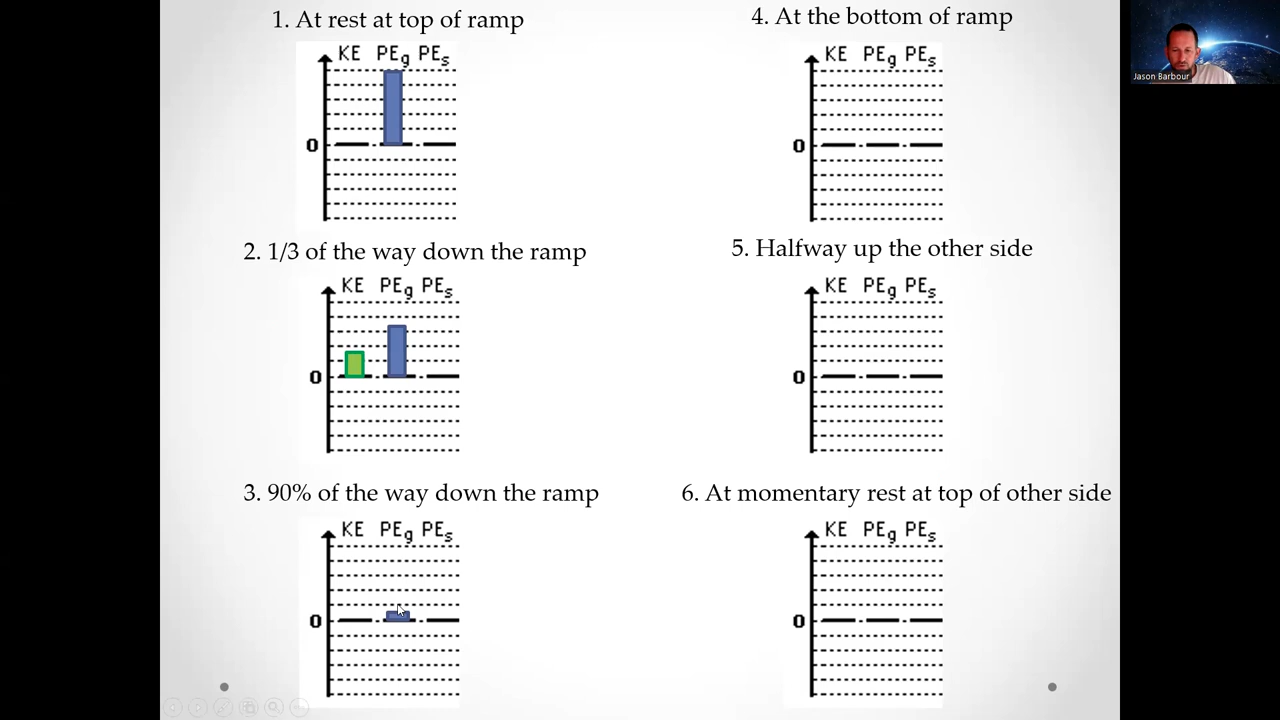 1. At rest at top of ramp
KE PEg PEs
0
2. 1/3 of the way down the ramp
KE PEg PEs
0
3. 90% of the way down the ramp
KE PEg PEs
0
4. At the bottom of ramp
KE PEg PEs
0
5. Halfway up the other side
KE PEg PEs
0
6. At momentary rest at top of other side
KE PEg PEs
0
Jason Barbour